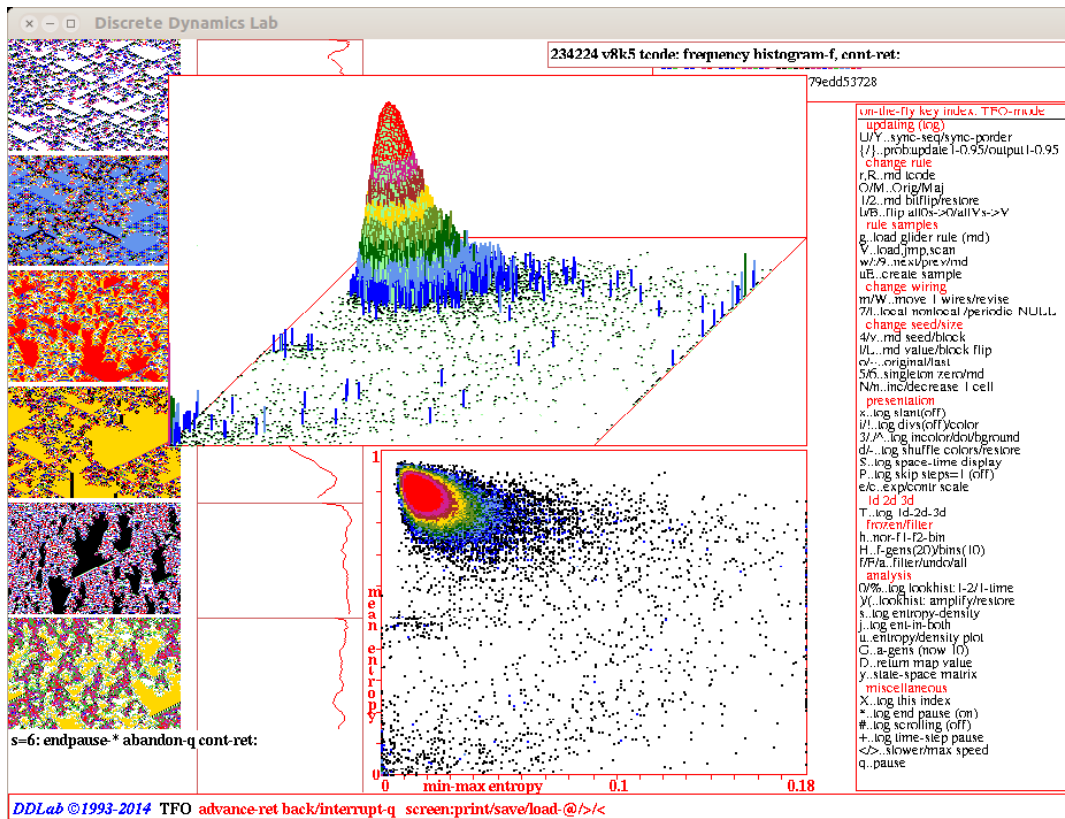 Discrete Dynamics Lab
234224 v8k5 tcode: frequency histogram-f, cont-ret:
79edd53728
on-the-fly key index: TFO-mode
updating (tog)
U/Y..sync-seq/sync-porder
{/}..prob:update 1-0.95/output 1-0.95
change rule
r,R..rnd tcode
O/M..Orig/Maj
1/2..rnd bitflip/restore
b/B..flip all0s->0/allVs->V
rule samples
g..load glider rule (rnd)
V..load,jmp,scan
w/:/9..next/prev/rnd
uE..create sample
change wiring
m/W..move 1 wires/revise
7/l..local nonlocal /periodic NULL
change seed/size
4/v..rnd seed/block
l/L..rnd value/block flip
o/-..original/last
5/6..singleton zero/rnd
N/n..inc/decrease 1 cell
presentation
x..tog slant(off)
i/!..tog divs(off)/color
3/./^..tog incolor/dot/bground
d/-..tog shuffle colors/restore
S..tog space-time display
P..tog skip steps=1 (off)
e/c..exp/contr scale
1d 2d 3d
T..tog 1d-2d-3d
frozen/filter
h..nor-f1-f2-bin
H..f-gens(20)/bins(10)
f/F/a..filter/undo/all
analysis
0/%..tog lookhist: 1-2/1-time
)/(..lookhist: amplify/restore
s..tog entropy-density
j..tog ent-in-both
u..entropy/density plot
G..a-gens (now 10)
D..return map value
y..state-space matrix
miscellaneous
X..tog this index
*..tog end pause (on)
#..tog scrolling (off)
+..tog time-step pause
</>..slower/max speed
q..pause
1
mean entropy
0
0 min-max entropy 0.1 0.18
s=6: endpause-* abandon-q cont-ret:
DDLab ©1993-2014 TFO advance-ret back/interrupt-q screen:print/save/load-@/>/<